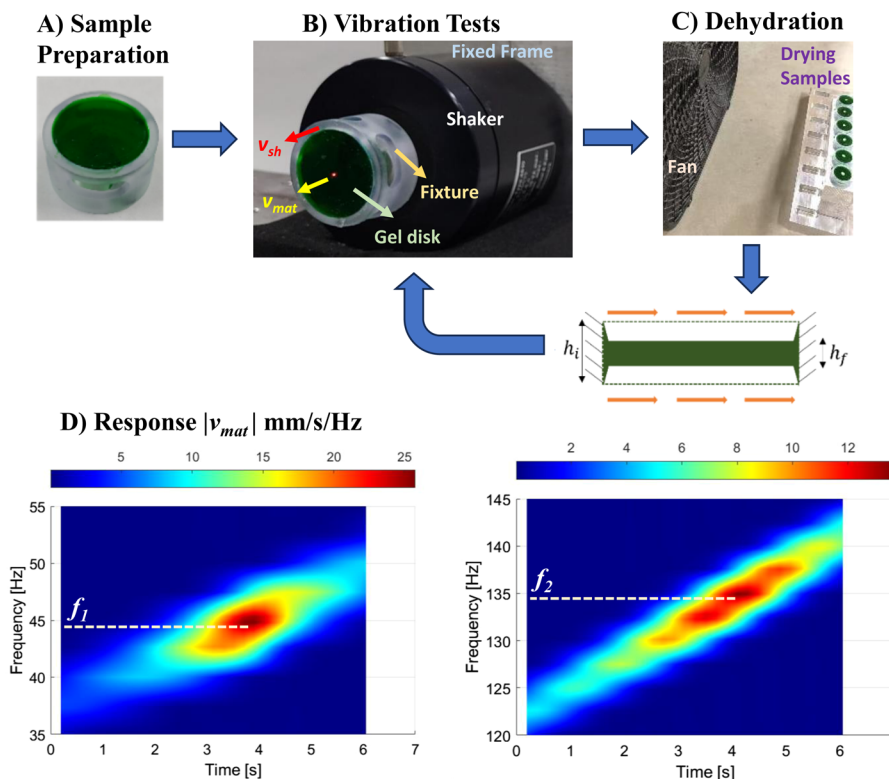 A) Sample
Preparation
B) Vibration Tests
C) Dehydration
Fixed Frame
Shaker
v_sh
v_mat
Fixture
Gel disk
Drying
Samples
Fan
h_i
h_f
D) Response |v_mat| mm/s/Hz
5 10 15 20 25
55
50
45
40
35
Frequency [Hz]
f_1
0 1 2 3 4 5 6 7
Time [s]
2 4 6 8 10 12
145
140
135
130
125
120
Frequency [Hz]
f_2
0 1 2 3 4 5 6
Time [s]